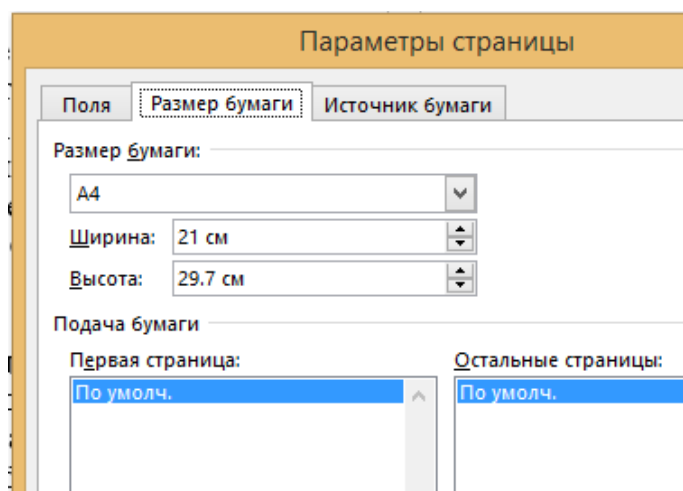 Параметры страницы
Поля Размер бумаги Источник бумаги
Размер бумаги:
A4
Ширина: 21 см
Высота: 29.7 см
Подача бумаги
Первая страница: Остальные страницы:
По умолч. По умолч.